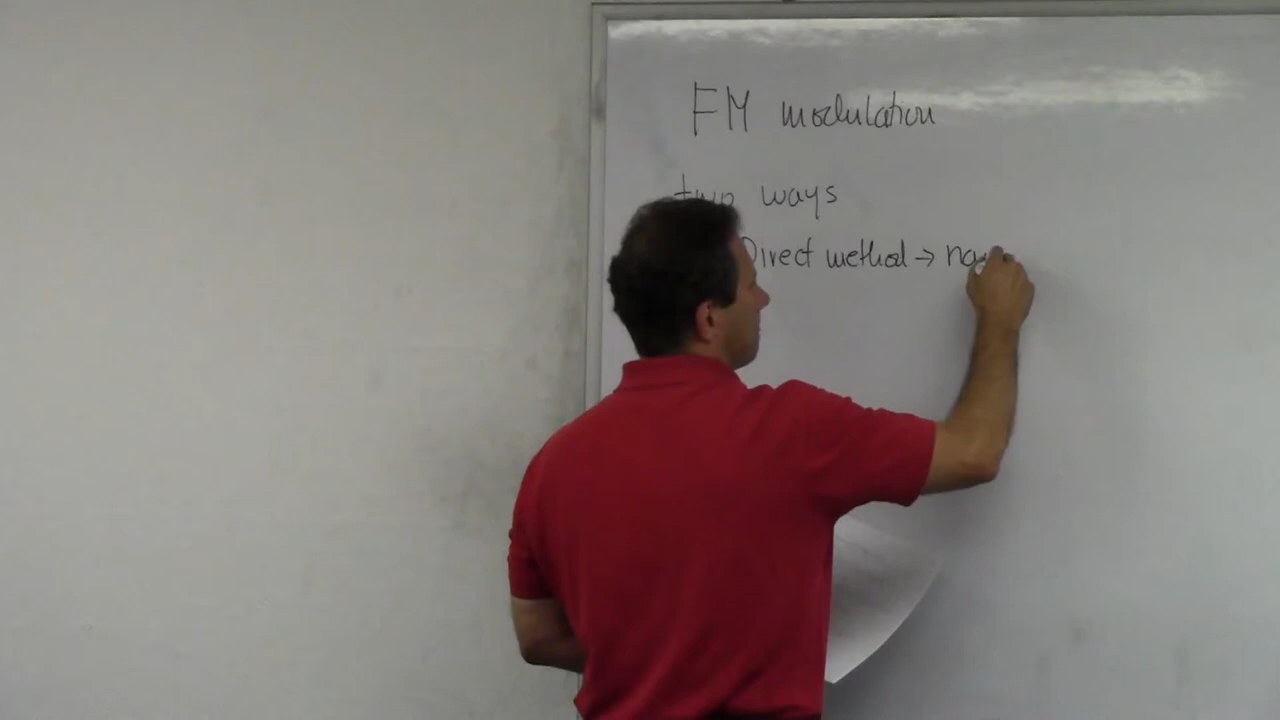 FM modulation
two ways
Direct method →